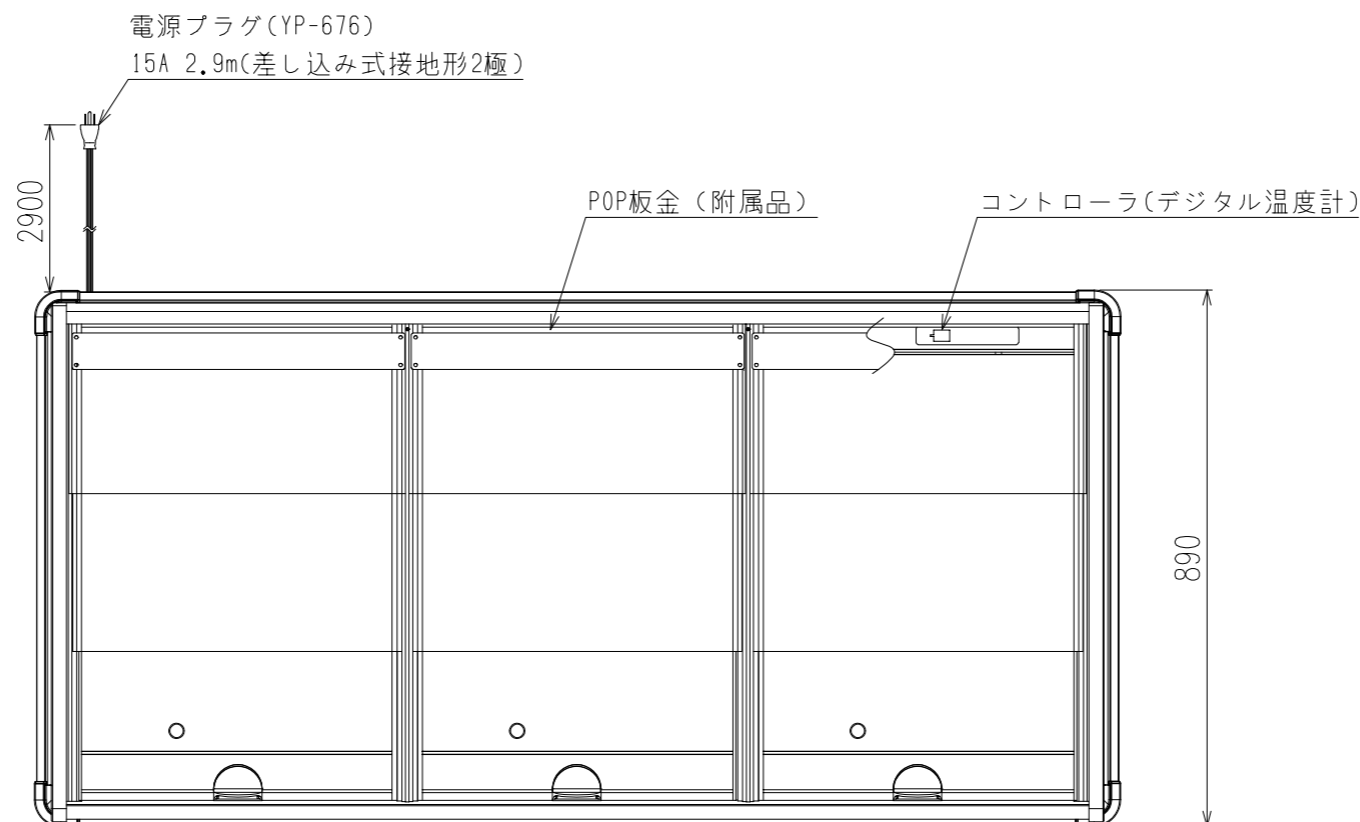 電源プラグ(YP-676)
15A 2.9m(差し込み式接地形2極)
2900
POP板金（附属品）
コントローラ(デジタル温度計)
890